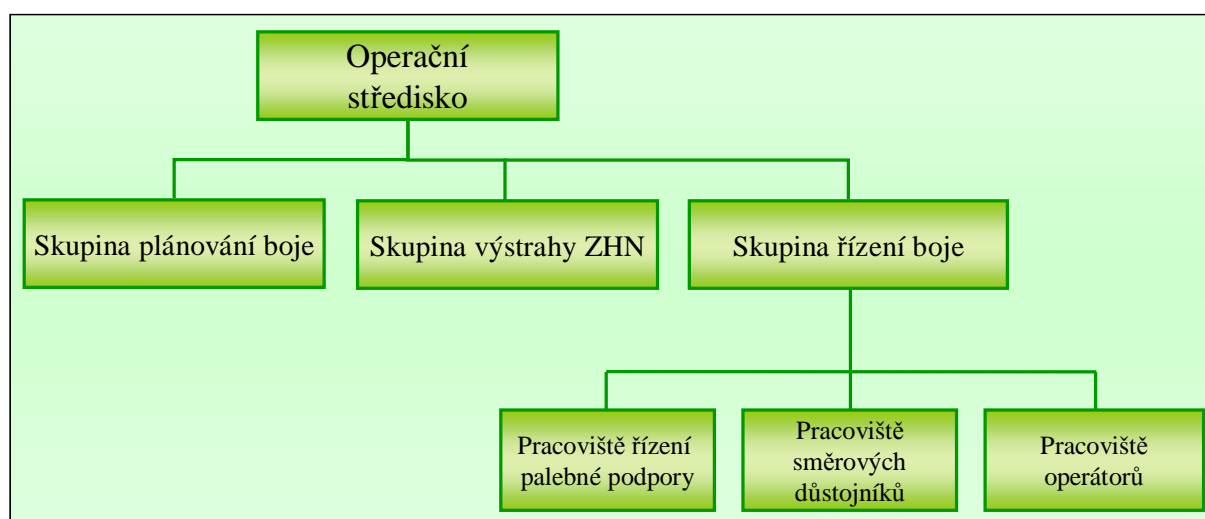 Operační
středisko
Skupina plánování boje
Skupina výstrahy ZHN
Skupina řízení boje
Pracoviště řízení
palebné podpory
Pracoviště
směrových
důstojníků
Pracoviště
operátorů